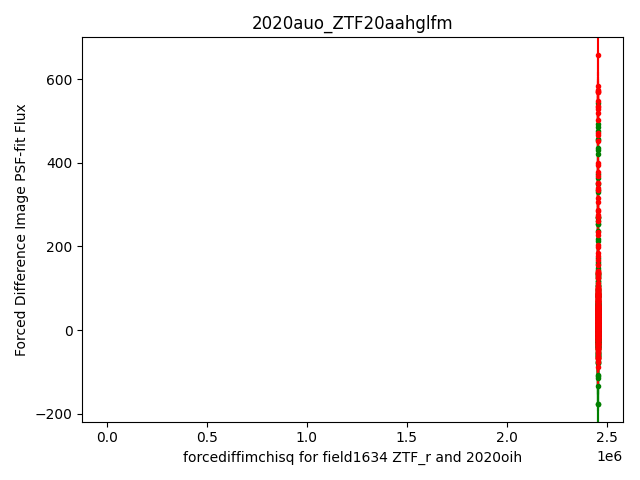 2020auo_ZTF20aahglfm
Forced Difference Image PSF-fit Flux
600
400
200
0
−200
0.0
0.5
1.0
1.5
2.0
2.5
1e6
forcediffimchisq for field1634 ZTF_r and 2020oih